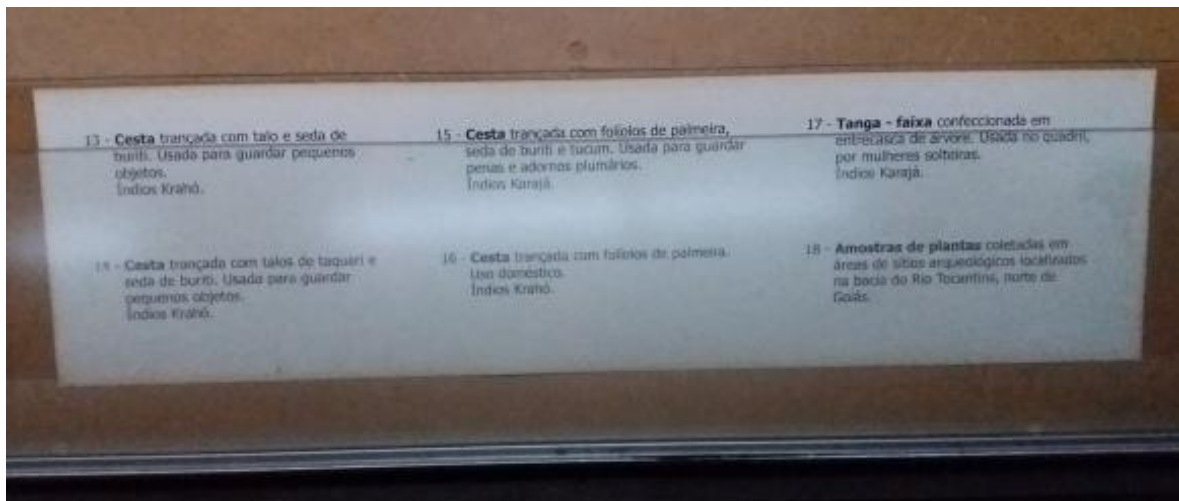 13 - Cesta trançada com talo e seda de
buriti. Usada para guardar pequenos
objetos.
Índios Krahô.
14 - Cesta trançada com talos de taquari e
seda de buriti. Usada para guardar
pequenos objetos.
Índios Krahô.
15 - Cesta trançada com folíolos de palmeira,
seda de buriti e tucum. Usada para guardar
penas e adornos plumários.
Índios Karajá.
16 - Cesta trançada com folíolos de palmeira.
Uso doméstico.
Índios Krahô.
17 - Tanga - faixa confeccionada em
entrecasca de árvore. Usada no quadril,
por mulheres solteiras.
Índios Karajá.
18 - Amostras de plantas coletadas em
áreas de sítios arqueológicos localizados
na bacia do Rio Tocantins, norte de
Goiás.